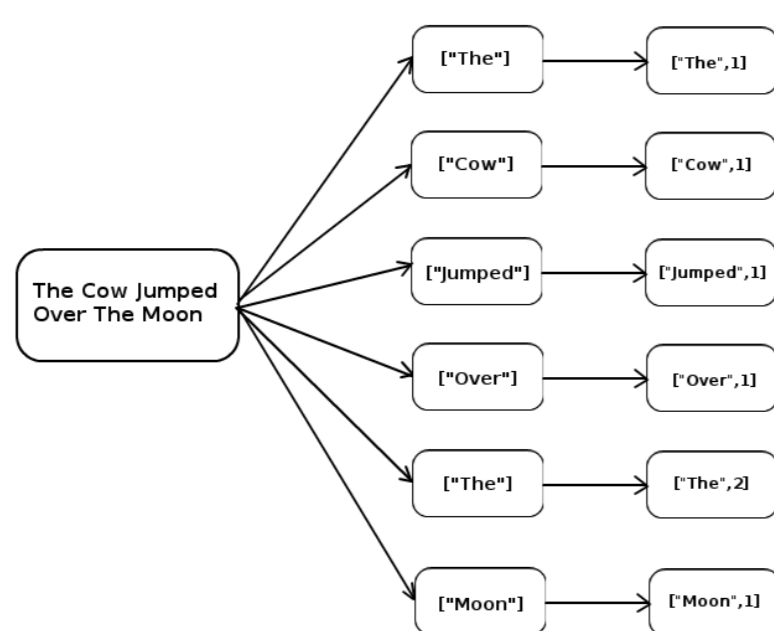 ["The"]
["The",1]
["Cow"]
["Cow",1]
The Cow Jumped
Over The Moon
["Jumped"]
["Jumped",1]
["Over"]
["Over",1]
["The"]
["The",2]
["Moon"]
["Moon",1]